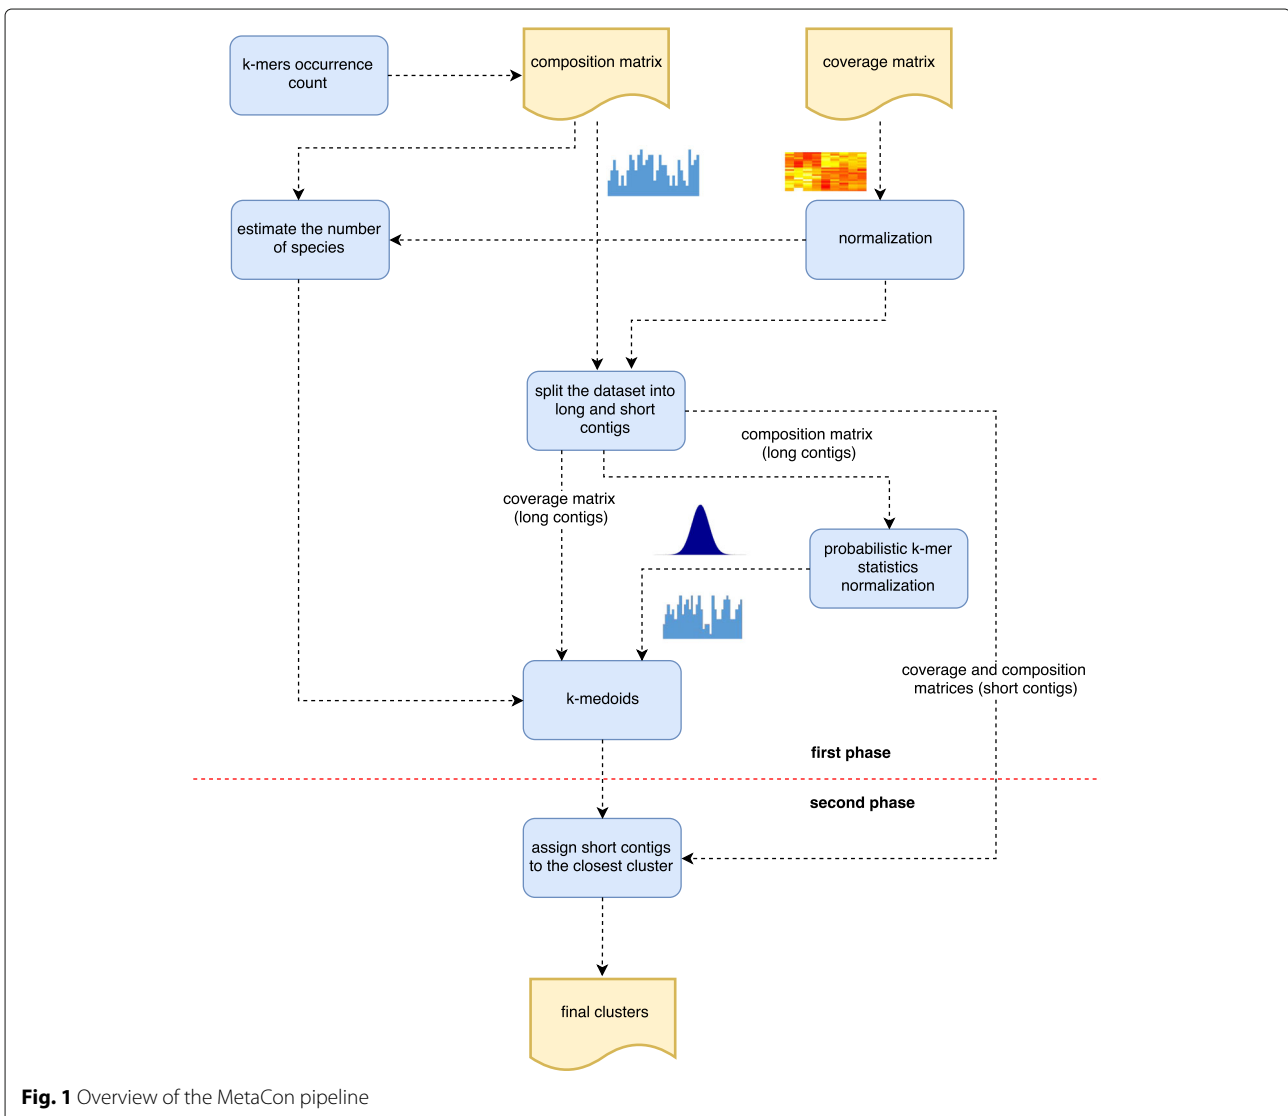 k-mers occurrence
count
composition matrix
coverage matrix
estimate the number
of species
normalization
split the dataset into
long and short
contigs
composition matrix
(long contigs)
coverage matrix
(long contigs)
probabilistic k-mer
statistics
normalization
coverage and composition
matrices (short contigs)
k-medoids
first phase
second phase
assign short contigs
to the closest cluster
final clusters
Fig. 1 Overview of the MetaCon pipeline